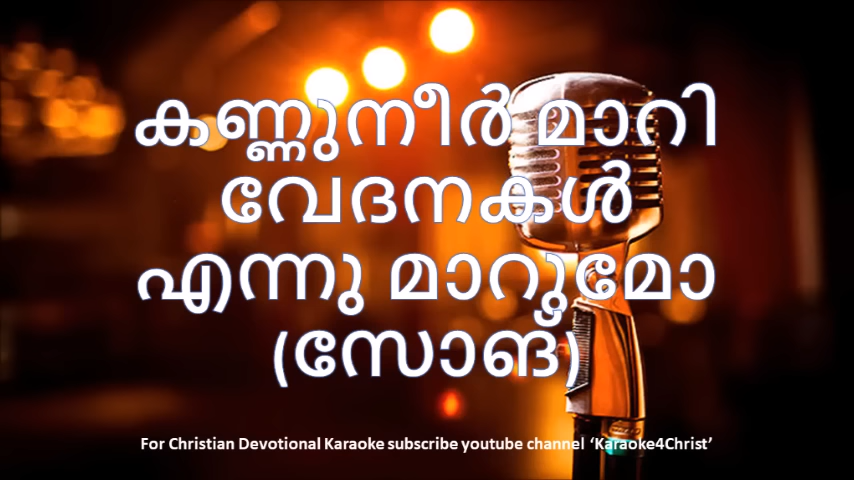 കണ്ണുനീർ മാറി
വേദനകൾ
എന്നു മാറുമോ
(സോങ്)
For Christian Devotional Karaoke subscribe youtube channel ‘Karaoke4Christ’